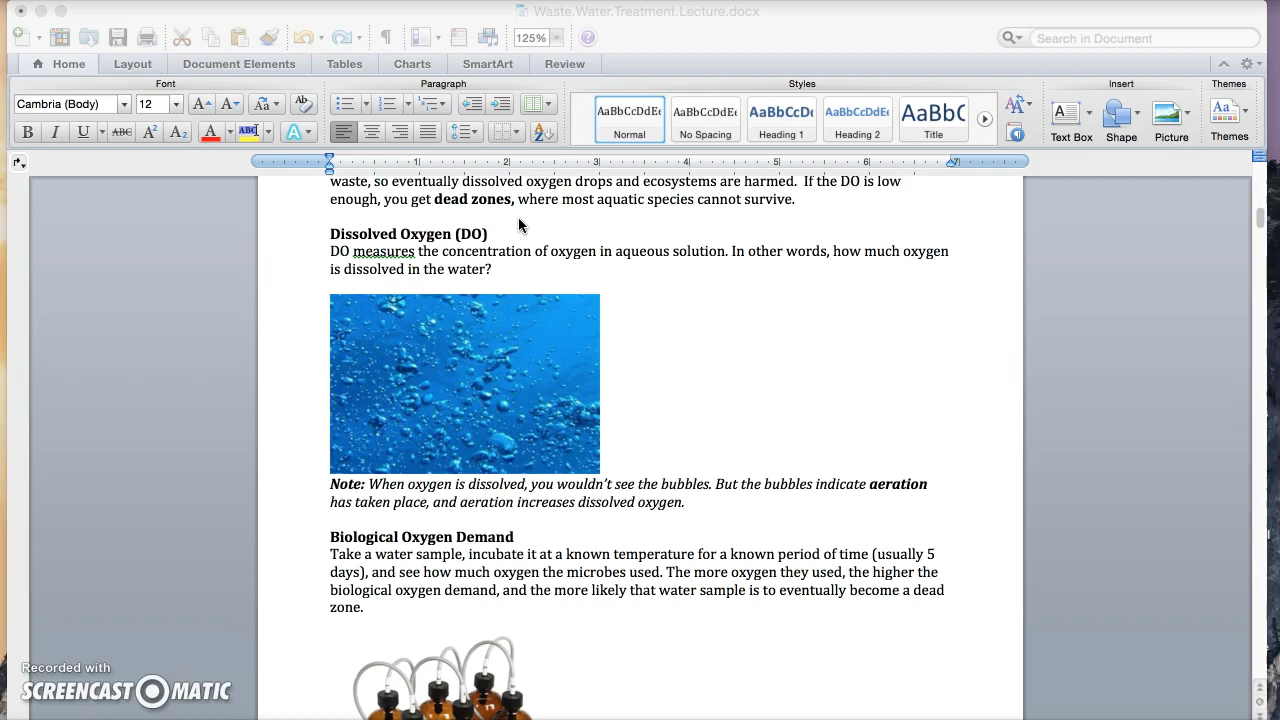 Waste.Water.Treatment.Lecture.docx
125%
Search in Document
Home Layout Document Elements Tables Charts SmartArt Review
Font Paragraph Styles Insert Themes
Cambria (Body) 12
AaBbCcDdEe AaBbCcDdEe AaBbCcDd AaBbCcDdEe AaBbC
Normal No Spacing Heading 1 Heading 2 Title
Text Box Shape Picture Themes
waste, so eventually dissolved oxygen drops and ecosystems are harmed.  If the DO is low
enough, you get dead zones, where most aquatic species cannot survive.
Dissolved Oxygen (DO)
DO measures the concentration of oxygen in aqueous solution. In other words, how much oxygen
is dissolved in the water?
Note: When oxygen is dissolved, you wouldn't see the bubbles. But the bubbles indicate aeration
has taken place, and aeration increases dissolved oxygen.
Biological Oxygen Demand
Take a water sample, incubate it at a known temperature for a known period of time (usually 5
days), and see how much oxygen the microbes used. The more oxygen they used, the higher the
biological oxygen demand, and the more likely that water sample is to eventually become a dead
zone.
Recorded with
SCREENCAST-O-MATIC